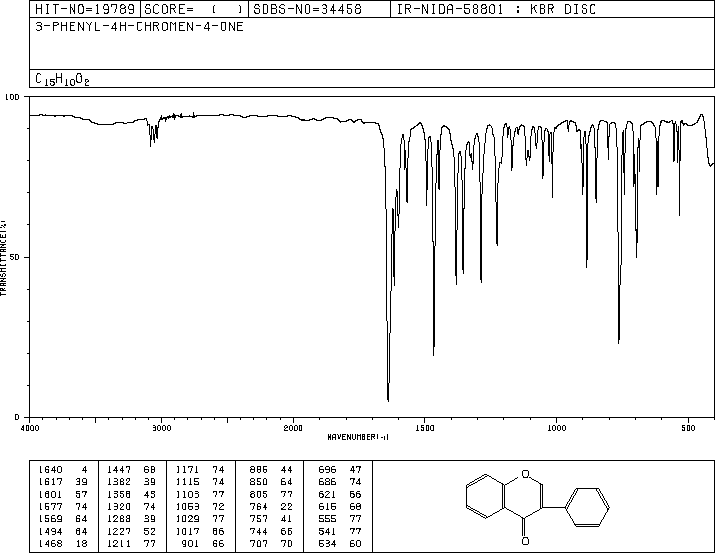 HIT-NO=19789 SCORE= ( ) SDBS-NO=34458 IR-NIDA-58801 : KBR DISC
3-PHENYL-4H-CHROMEN-4-ONE
C15H10O2
100
50
0
TRANSMITTANCE(%)
4000 3000 2000 1500 1000 500
WAVENUMBER(-1)
1640 4 1447 68 1171 74 886 44 696 47
1617 39 1382 39 1115 74 850 64 686 74
1601 57 1358 43 1103 77 805 77 621 66
1577 74 1320 74 1053 72 764 22 615 68
1569 64 1288 39 1029 77 757 41 555 77
1494 64 1227 52 1017 66 744 66 541 77
1468 18 1211 77 901 66 707 70 534 60
O
O